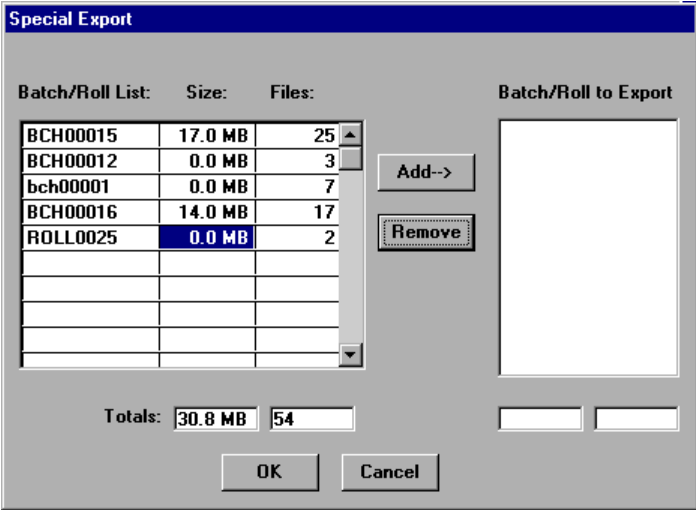 Special Export
Batch/Roll List: Size: Files: Batch/Roll to Export
BCH00015 17.0 MB 25
BCH00012 0.0 MB 3
bch00001 0.0 MB 7
BCH00016 14.0 MB 17
ROLL0025 0.0 MB 2
Add-->
Remove
Totals: 30.8 MB 54
OK Cancel